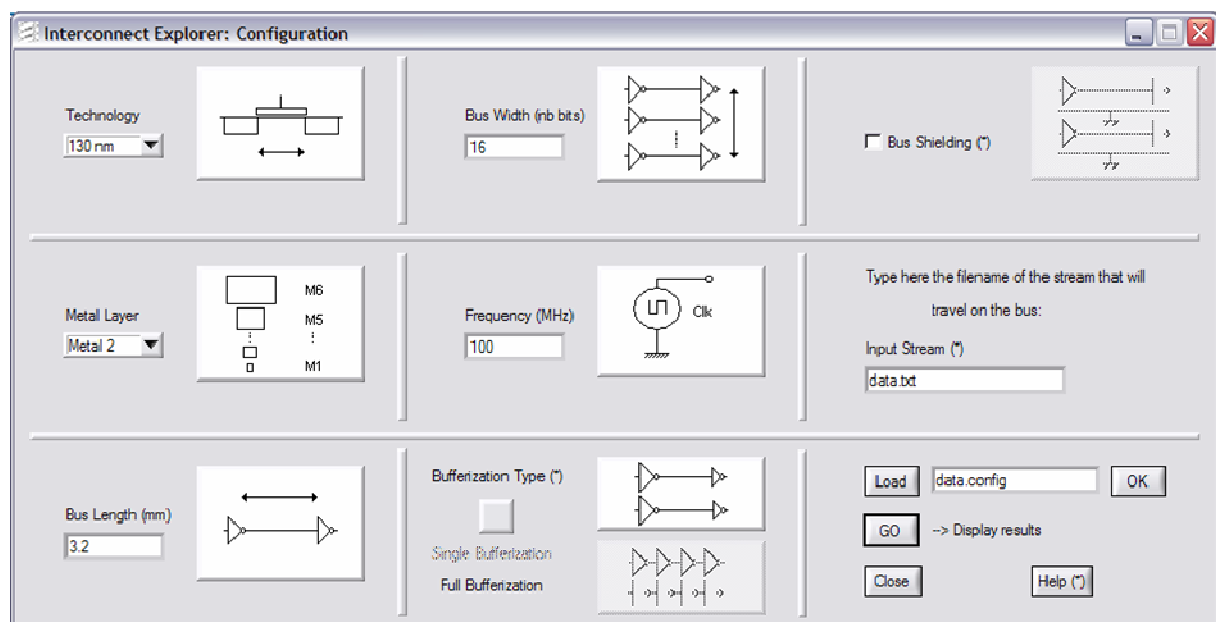 Interconnect Explorer: Configuration
Technology
130 nm
Bus Width (nb bits)
16
Bus Shielding (*)
Metall Layer
Metal 2
M6
M5
M1
Frequency (MHz)
100
Clk
Type here the filename of the stream that will
travel on the bus:
Input Stream (*)
data.txt
Bus Length (mm)
3.2
Bufferization Type (*)
Single Bufferization
Full Bufferization
Load
data.config
OK
GO
--> Display results
Close
Help (*)